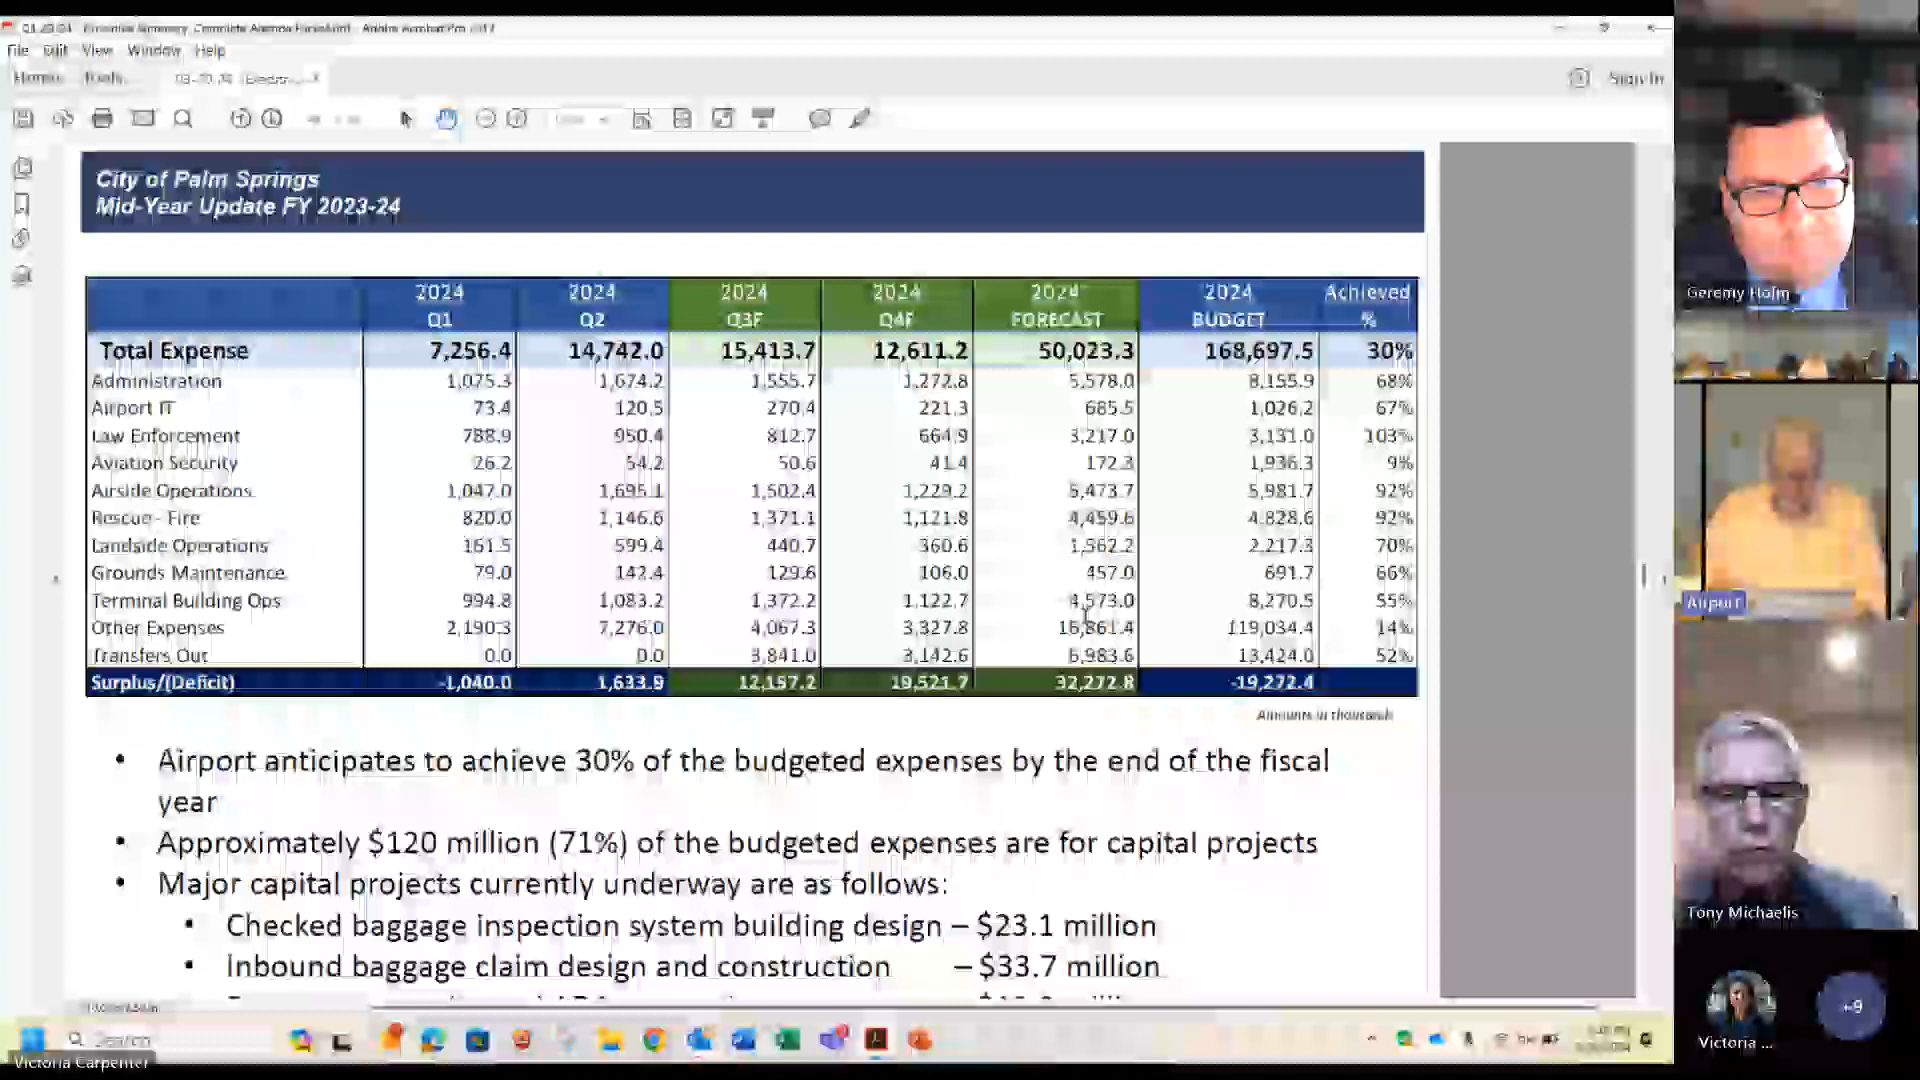 File Edit View Window Help
Home Tools
Sign In
City of Palm Springs
Mid-Year Update FY 2023-24
2024 Q1 2024 Q2 2024 Q3F 2024 Q4F 2024 FORECAST 2024 BUDGET Achieved %
Total Expense 7,256.4 14,742.0 15,413.7 12,611.2 50,023.3 168,697.5 30%
Administration 1,075.3 1,674.2 1,555.7 1,272.8 5,578.0 8,155.9 68%
Airport IT 73.4 120.5 270.4 221.3 685.5 1,026.2 67%
Law Enforcement 788.9 950.4 812.7 664.9 3,217.0 3,131.0 103%
Aviation Security 26.2 54.2 50.6 41.4 172.3 1,936.3 9%
Airside Operations 1,047.0 1,695.1 1,502.4 1,229.2 5,473.7 5,981.7 92%
Rescue - Fire 820.0 1,146.6 1,371.1 1,121.8 4,459.6 4,828.6 92%
Landside Operations 161.5 599.4 440.7 360.6 1,562.2 2,217.3 70%
Grounds Maintenance 79.0 142.4 129.6 106.0 457.0 691.7 66%
Terminal Building Ops 994.8 1,083.2 1,372.2 1,122.7 4,573.0 8,270.5 55%
Other Expenses 2,190.3 7,276.0 4,067.3 3,327.8 16,861.4 119,034.4 14%
Transfers Out 0.0 0.0 3,841.0 3,142.6 6,983.6 13,424.0 52%
Surplus/(Deficit) -1,040.0 1,633.9 12,157.2 19,521.7 32,272.8 -19,272.4
Amounts in thousands
• Airport anticipates to achieve 30% of the budgeted expenses by the end of the fiscal
year
• Approximately $120 million (71%) of the budgeted expenses are for capital projects
• Major capital projects currently underway are as follows:
▪ Checked baggage inspection system building design – $23.1 million
▪ Inbound baggage claim design and construction – $33.7 million
Search
Victoria Carpenter
Geremy Holm
Airport
Tony Michaelis
Victoria ...
+9